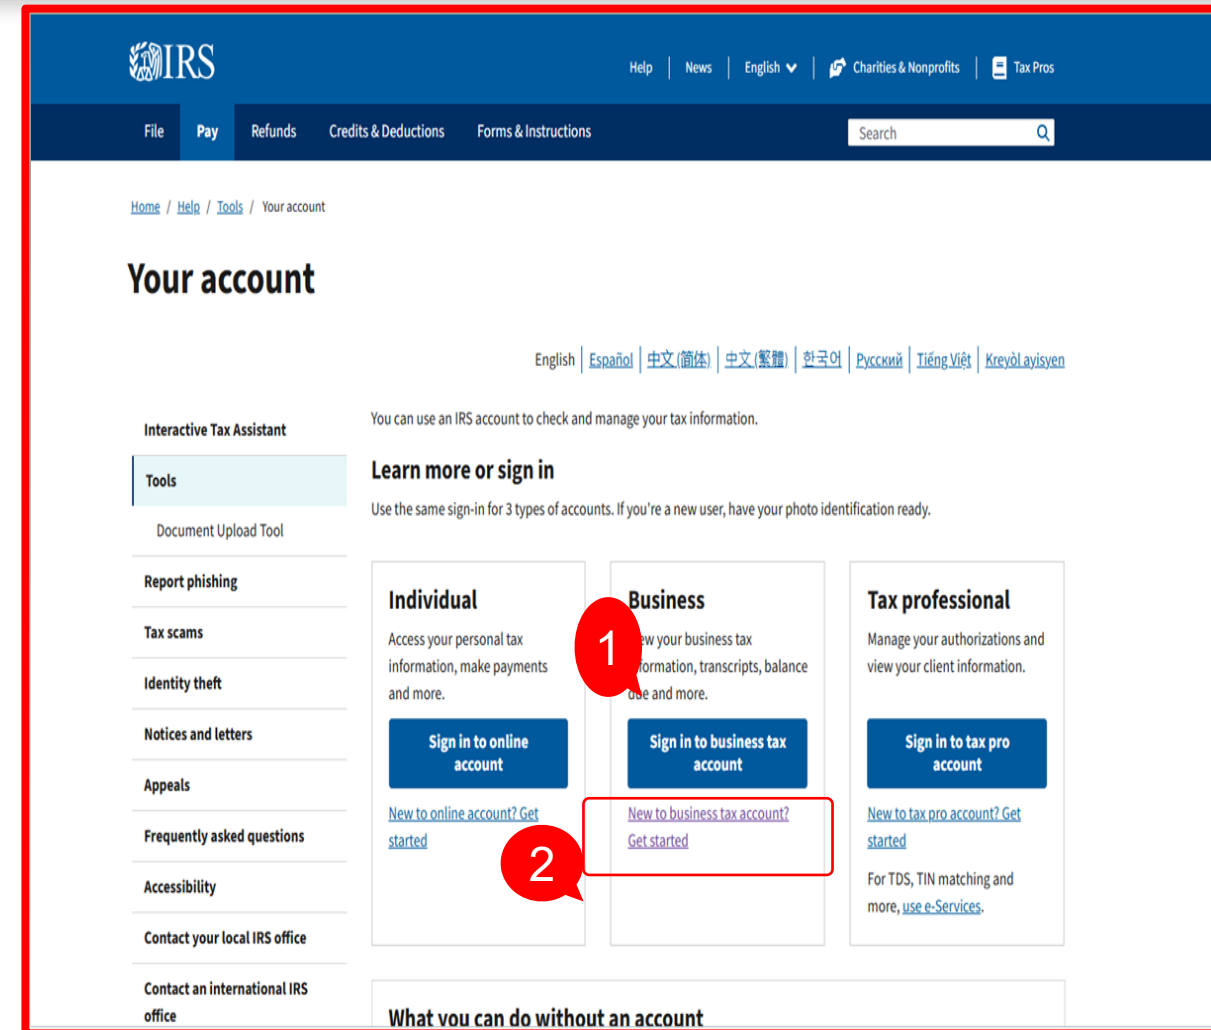 IRS
Help
News
English
Charities & Nonprofits
Tax Pros
File
Pay
Refunds
Credits & Deductions
Forms & Instructions
Search
Home / Help / Tools / Your account
Your account
English | Español | 中文 (简体) | 中文 (繁體) | 한국어 | Русский | Tiếng Việt | Kreyòl ayisyen
Interactive Tax Assistant
Tools
Document Upload Tool
Report phishing
Tax scams
Identity theft
Notices and letters
Appeals
Frequently asked questions
Accessibility
Contact your local IRS office
Contact an international IRS
office
You can use an IRS account to check and manage your tax information.
Learn more or sign in
Use the same sign-in for 3 types of accounts. If you're a new user, have your photo identification ready.
Individual
Access your personal tax
information, make payments
and more.
Sign in to online
account
New to online account? Get
started
1
2
Business
your business tax
transcripts, balance
and more.
Sign in to business tax
account
New to business tax account?
Get started
Tax professional
Manage your authorizations and
view your client information.
Sign in to tax pro
account
New to tax pro account? Get
started
For TDS, TIN matching and
more, use e-Services.
What you can do without an account